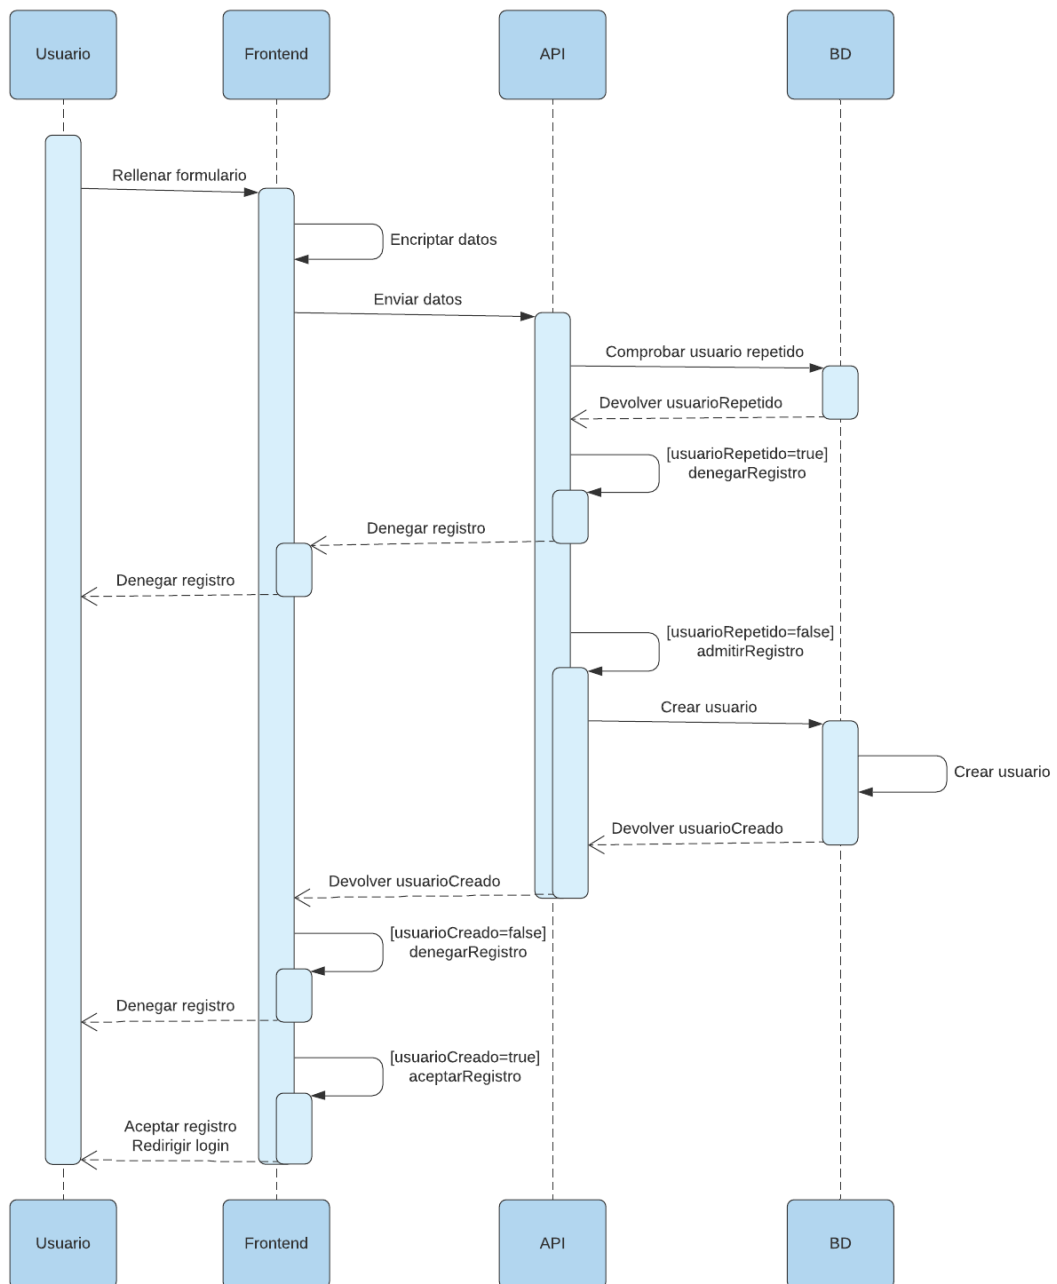 Usuario
Frontend
API
BD
Rellenar formulario
Encriptar datos
Enviar datos
Comprobar usuario repetido
Devolver usuarioRepetido
[usuarioRepetido=true]
denegarRegistro
Denegar registro
Denegar registro
[usuarioRepetido=false]
admitirRegistro
Crear usuario
Crear usuario
Devolver usuarioCreado
Devolver usuarioCreado
[usuarioCreado=false]
denegarRegistro
Denegar registro
[usuarioCreado=true]
aceptarRegistro
Aceptar registro
Redirigir login
Usuario
Frontend
API
BD